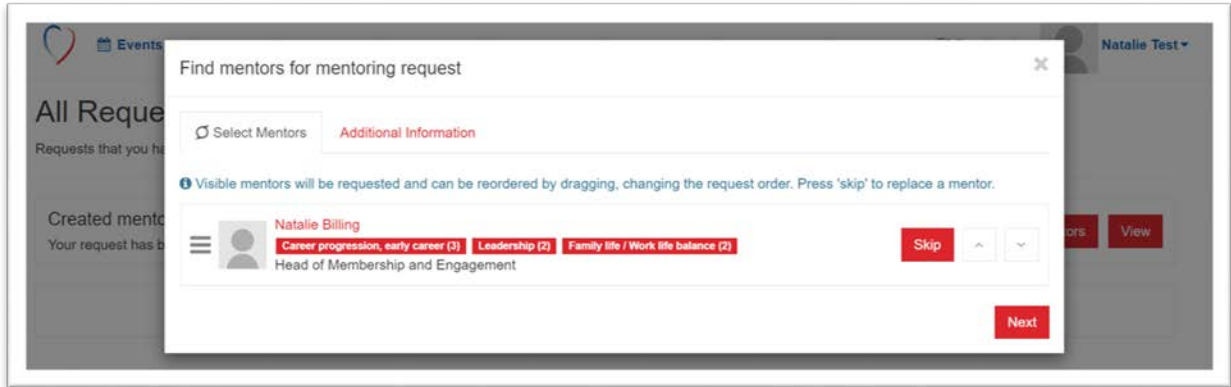 Events
Natalie Test
Find mentors for mentoring request
All Reque
Select Mentors
Additional Information
Requests that you ha
Visible mentors will be requested and can be reordered by dragging, changing the request order. Press 'skip' to replace a mentor.
Created mento
Your request has b
Natalie Billing
Career progression, early career (3) Leadership (2) Family life / Work life balance (2)
Head of Membership and Engagement
Skip
tors
View
Next